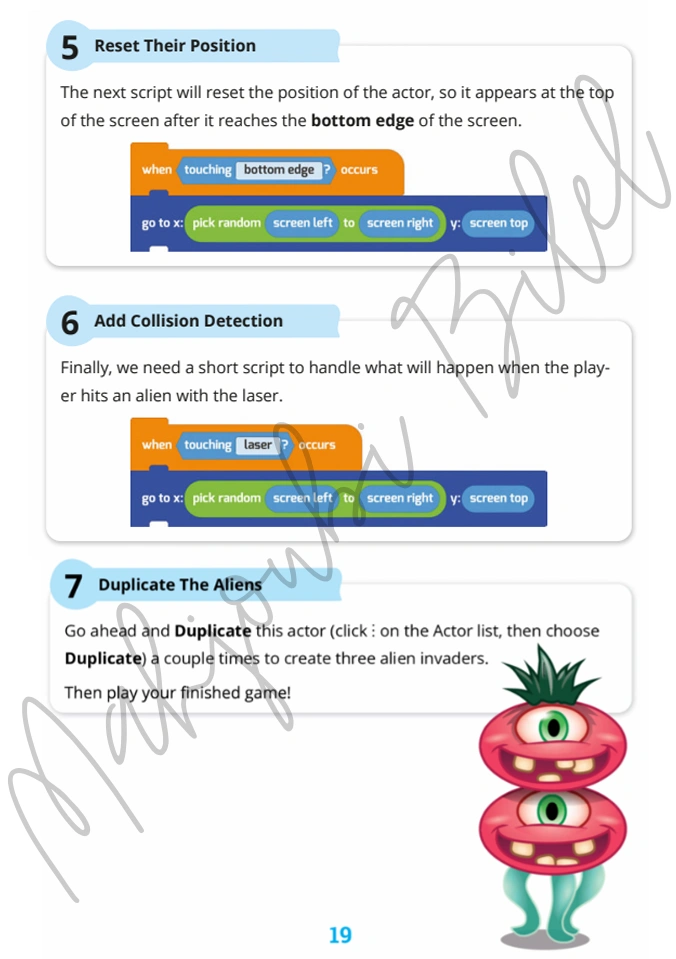 5 Reset Their Position
The next script will reset the position of the actor, so it appears at the top
of the screen after it reaches the bottom edge of the screen.
when touching bottom edge ? occurs
go to x: pick random screen left to screen right y: screen top
6 Add Collision Detection
Finally, we need a short script to handle what will happen when the play-
er hits an alien with the laser.
when touching laser ? occurs
go to x: pick random screen left to screen right y: screen top
7 Duplicate The Aliens
Go ahead and Duplicate this actor (click ⋮ on the Actor list, then choose
Duplicate) a couple times to create three alien invaders.
Then play your finished game!
Mahjoubi Bilel
19